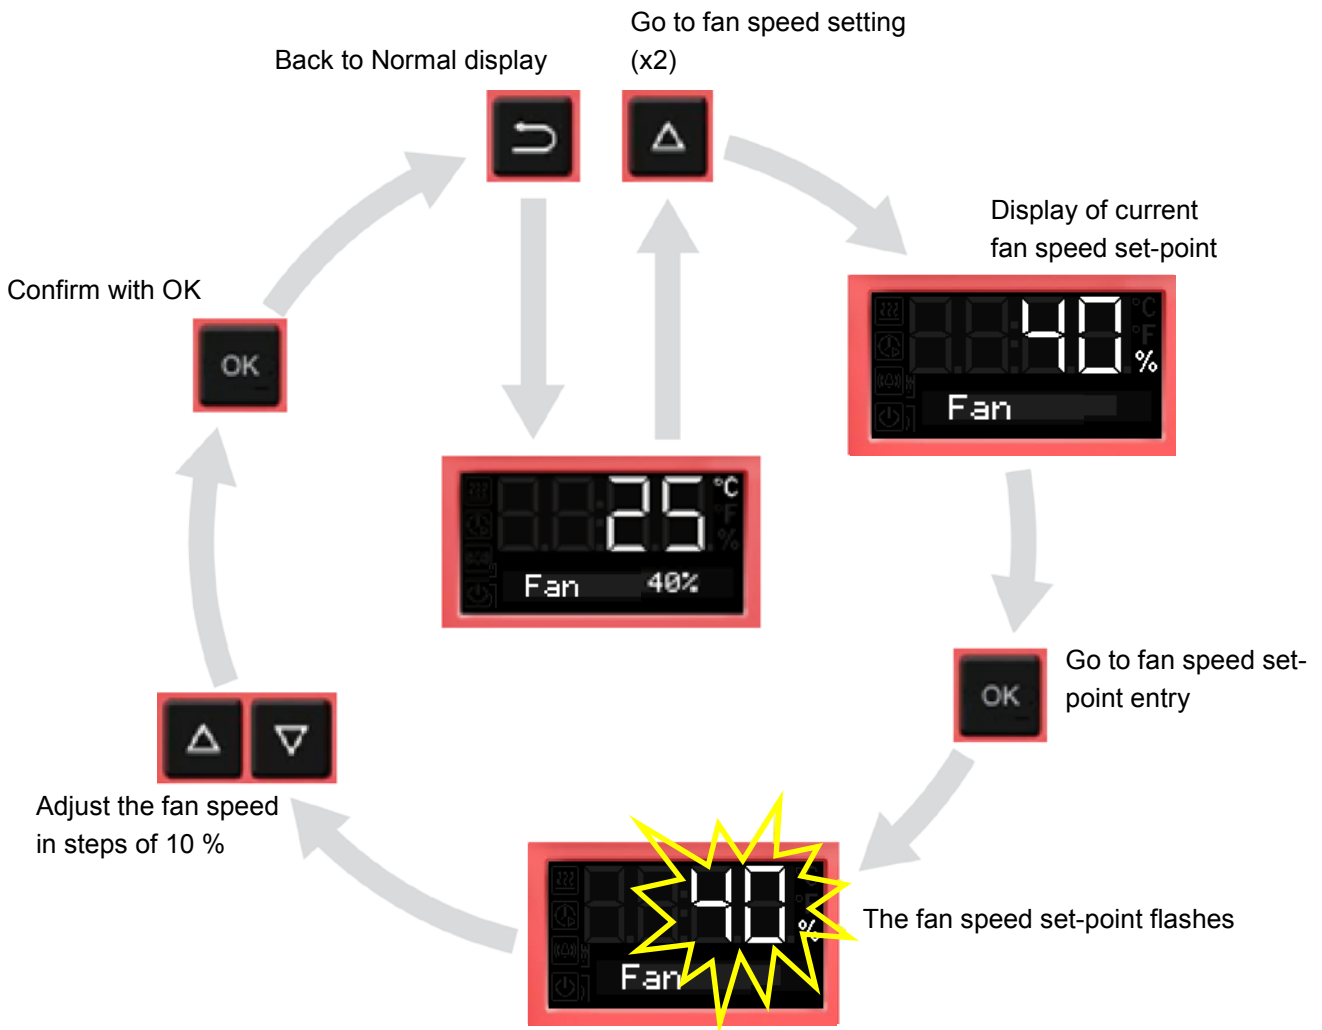 Go to fan speed setting
(x2)
Back to Normal display
Display of current
fan speed set-point
40
°C
°F
%
Fan
Confirm with OK
OK
25
°C
°F
%
Fan 40%
Go to fan speed set-
point entry
OK
Adjust the fan speed
in steps of 10 %
40
%
Fan
The fan speed set-point flashes